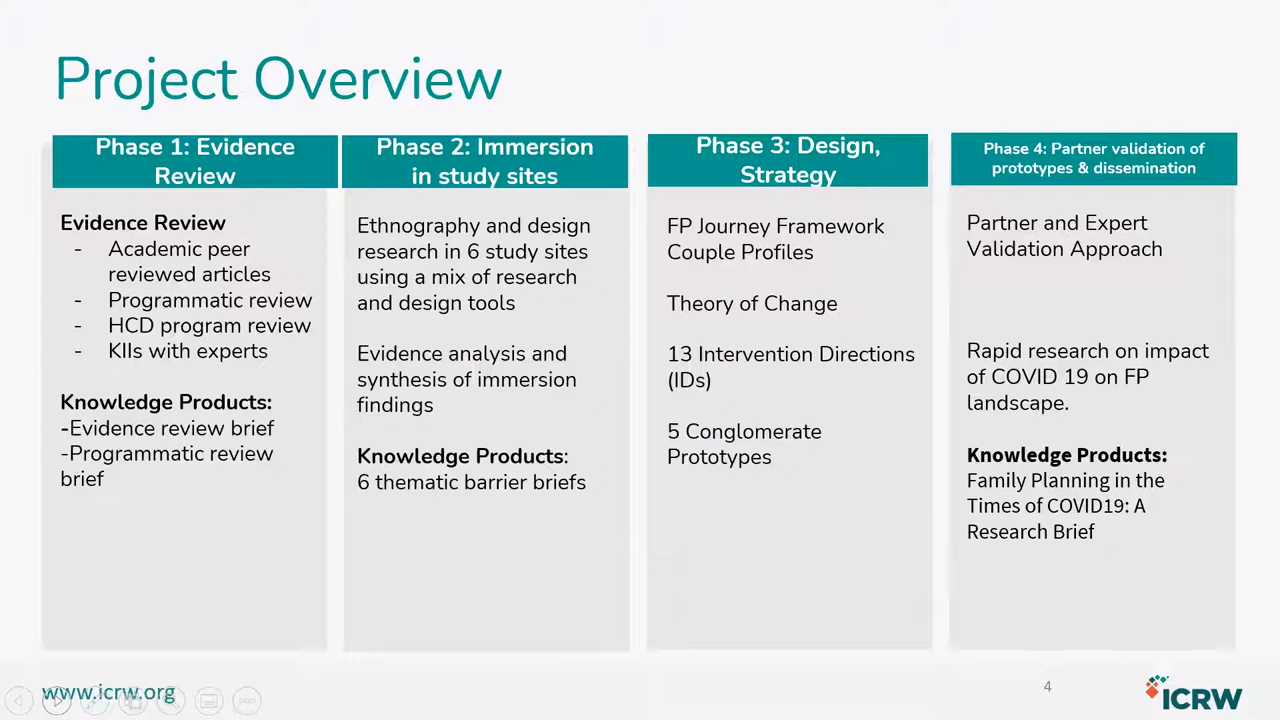 Project Overview
Phase 1: Evidence
Review
Evidence Review
- Academic peer
reviewed articles
- Programmatic review
- HCD program review
- KIIs with experts
Knowledge Products:
-Evidence review brief
-Programmatic review
brief
Phase 2: Immersion
in study sites
Ethnography and design
research in 6 study sites
using a mix of research
and design tools
Evidence analysis and
synthesis of immersion
findings
Knowledge Products:
6 thematic barrier briefs
Phase 3: Design,
Strategy
FP Journey Framework
Couple Profiles
Theory of Change
13 Intervention Directions
(IDs)
5 Conglomerate
Prototypes
Phase 4: Partner validation of
prototypes & dissemination
Partner and Expert
Validation Approach
Rapid research on impact
of COVID 19 on FP
landscape.
Knowledge Products:
Family Planning in the
Times of COVID19: A
Research Brief
www.icrw.org
4
ICRW